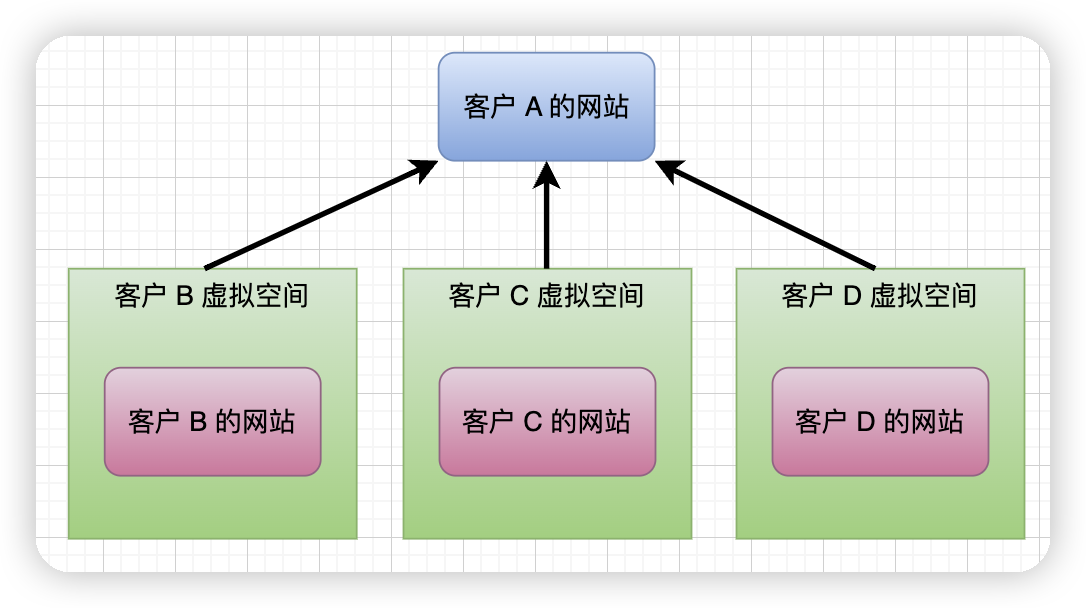 客户 A 的网站
客户 B 虚拟空间
客户 C 虚拟空间
客户 D 虚拟空间
客户 B 的网站
客户 C 的网站
客户 D 的网站